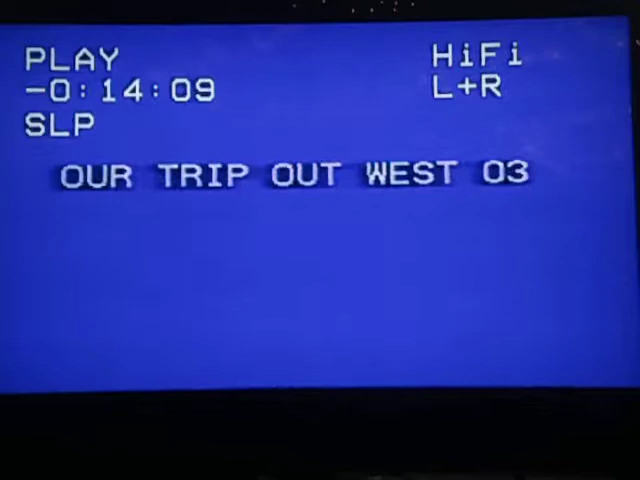 PLAY
-0:14:09
SLP
HiFi
L+R
OUR TRIP OUT WEST 03